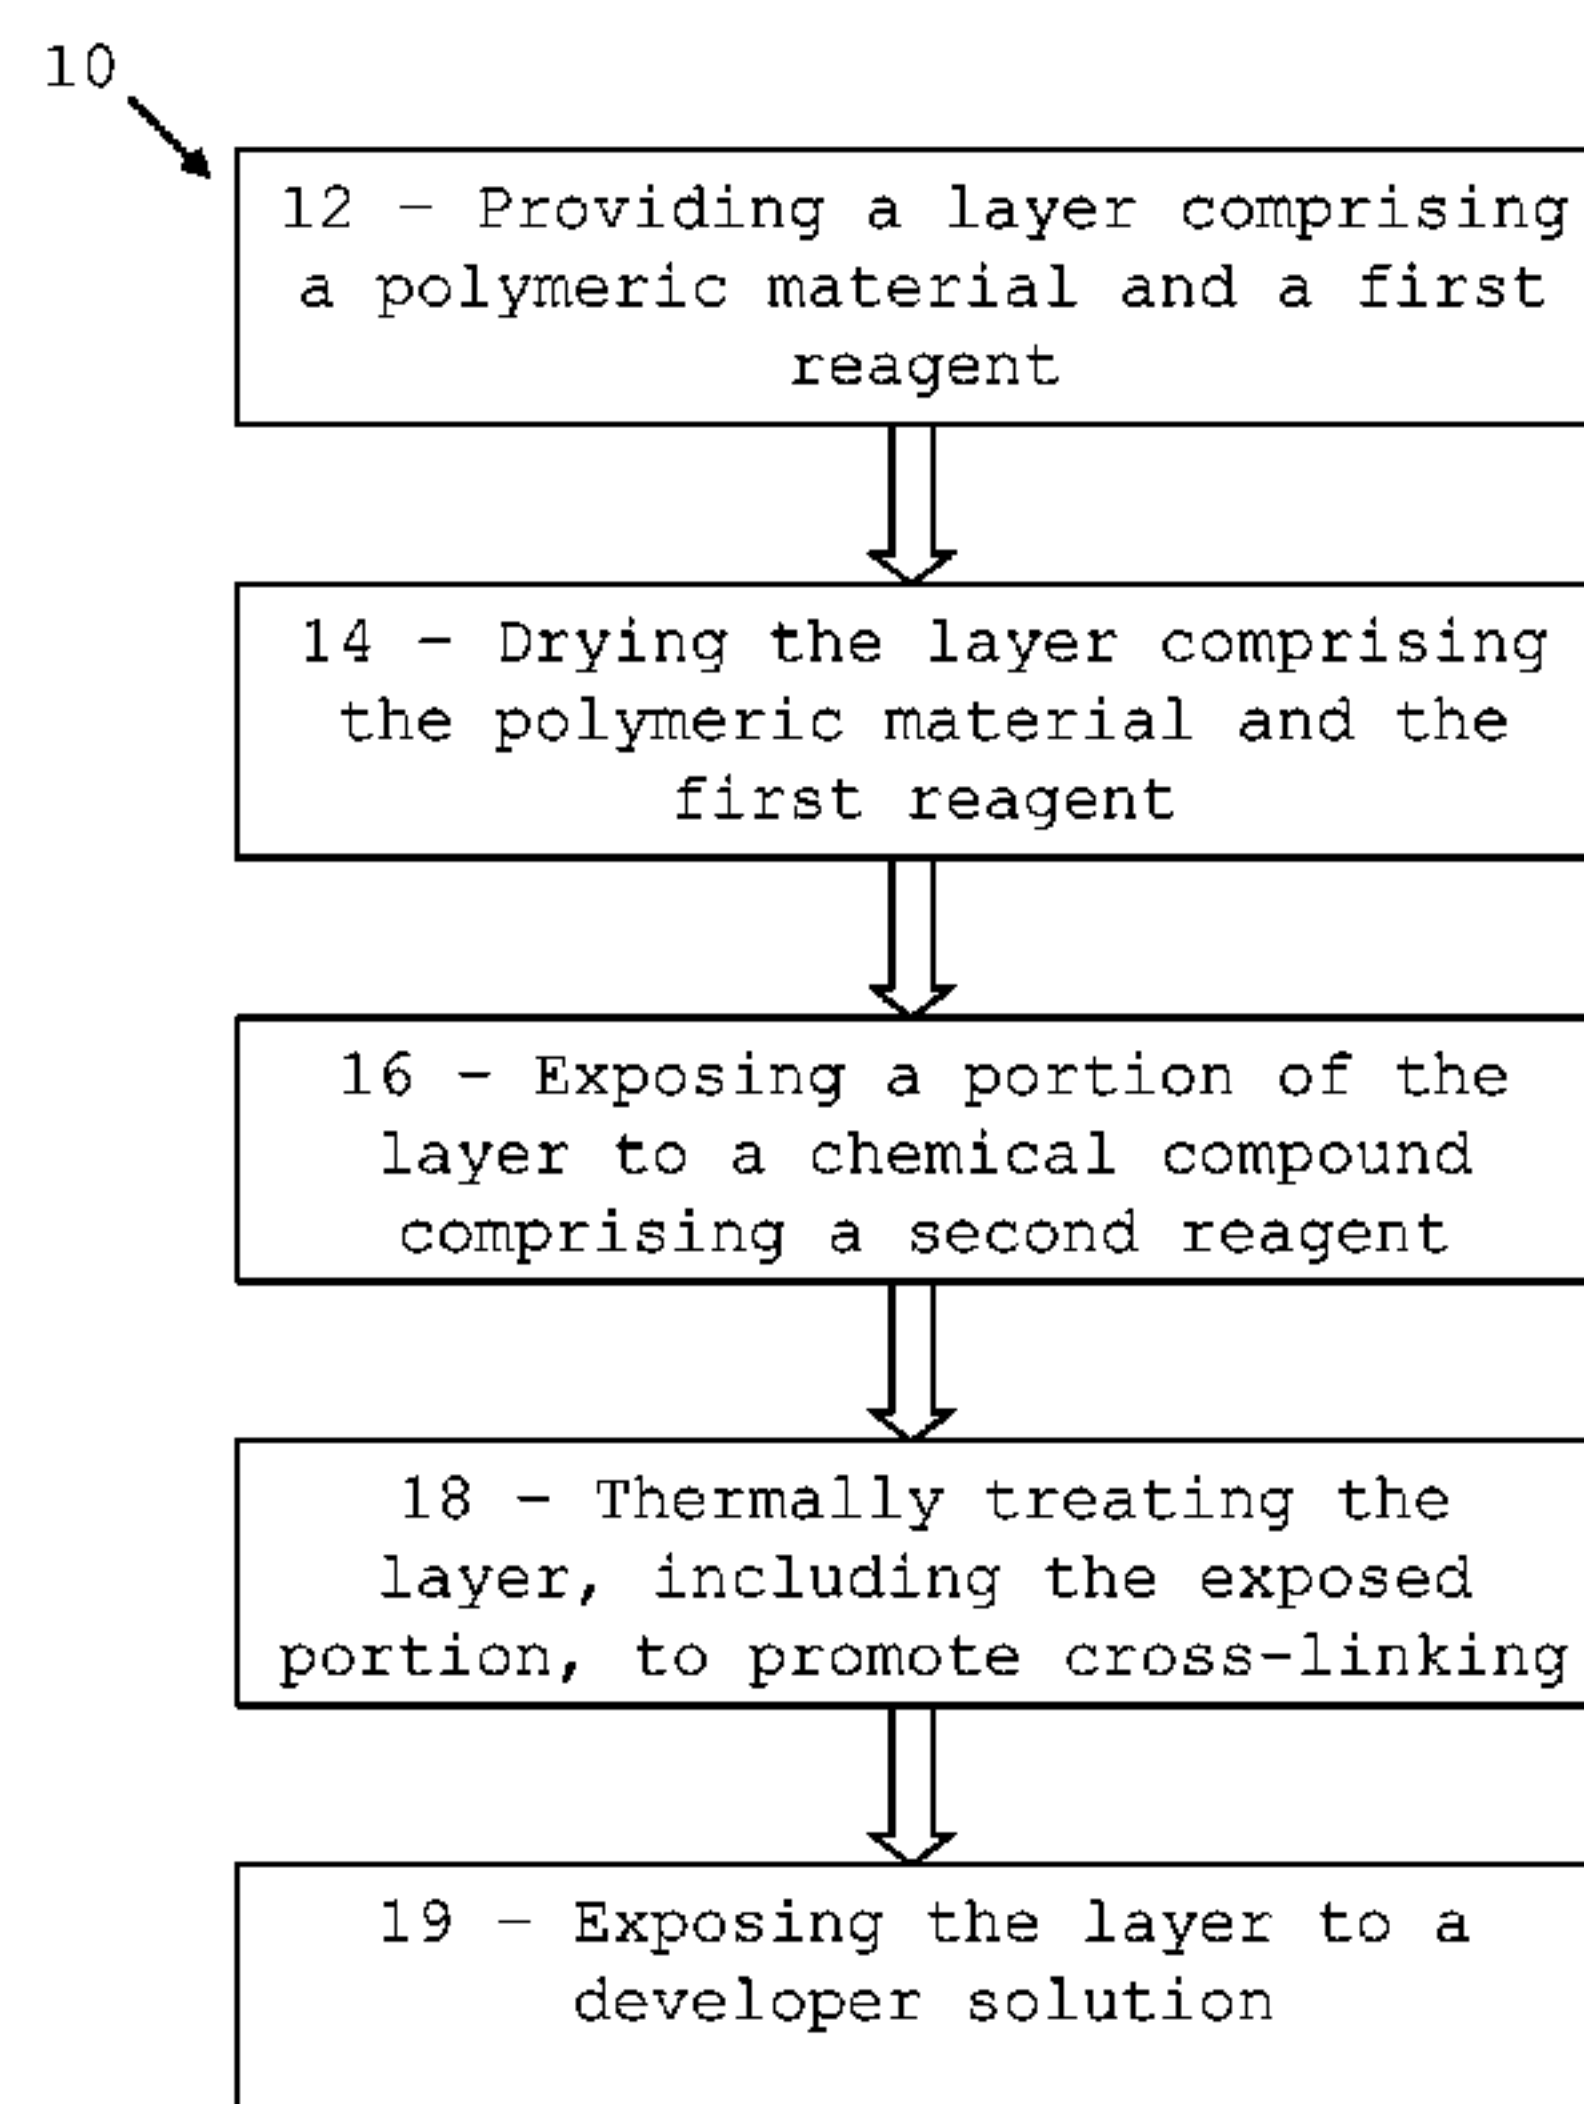 10
12 – Providing a layer comprising
a polymeric material and a first
reagent
14 – Drying the layer comprising
the polymeric material and the
first reagent
16 – Exposing a portion of the
layer to a chemical compound
comprising a second reagent
18 – Thermally treating the
layer, including the exposed
portion, to promote cross-linking
19 – Exposing the layer to a
developer solution